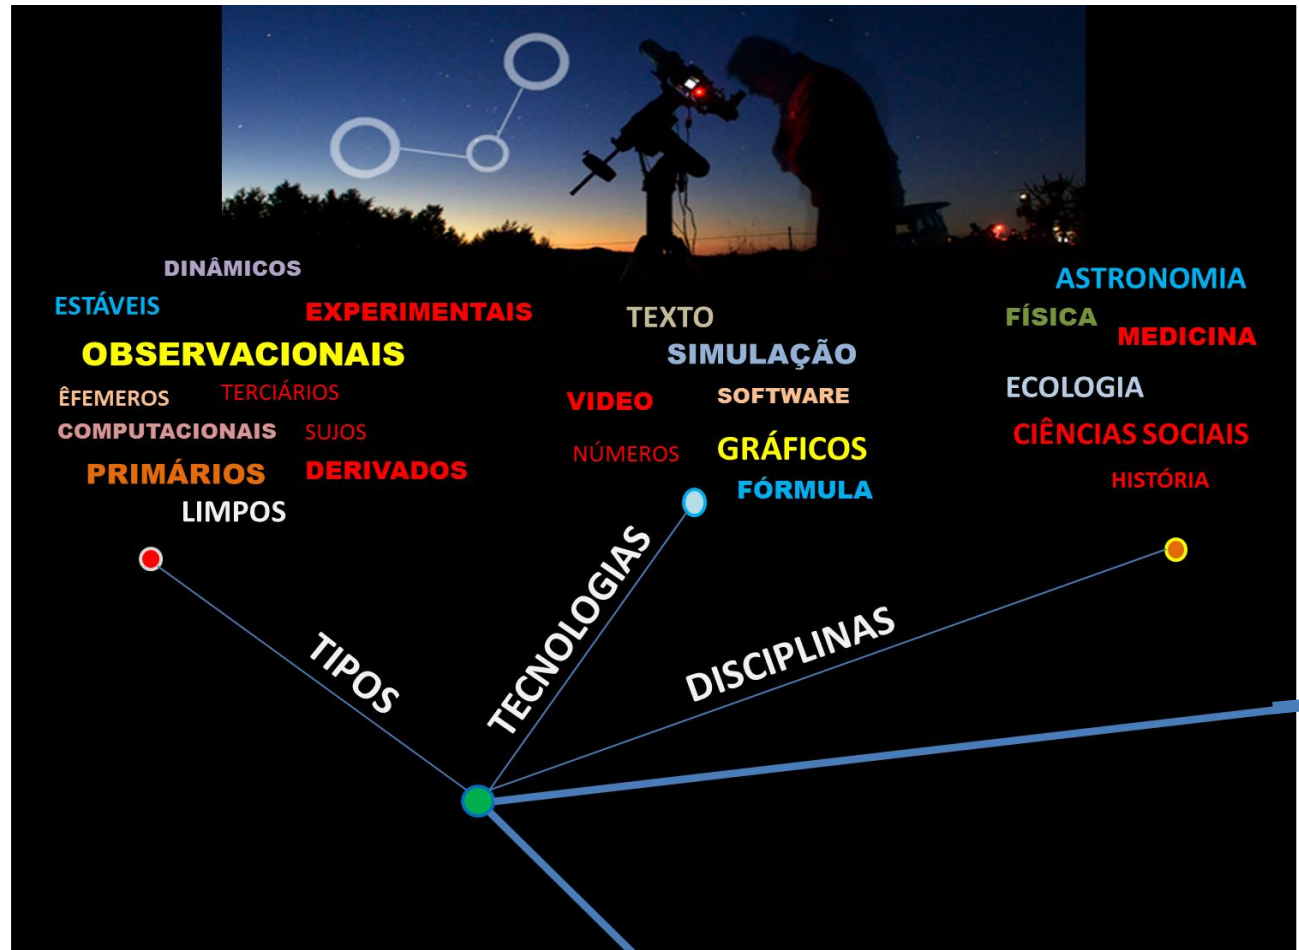 DINÂMICOS
ESTÁVEIS
EXPERIMENTAIS
OBSERVACIONAIS
ÊFEMEROS
TERCIÁRIOS
COMPUTACIONAIS
SUJOS
PRIMÁRIOS
DERIVADOS
LIMPOS
TEXTO
SIMULAÇÃO
VIDEO
SOFTWARE
NÚMEROS
GRÁFICOS
FÓRMULA
ASTRONOMIA
FÍSICA
MEDICINA
ECOLOGIA
CIÊNCIAS SOCIAIS
HISTÓRIA
TIPOS
TECNOLOGIAS
DISCIPLINAS